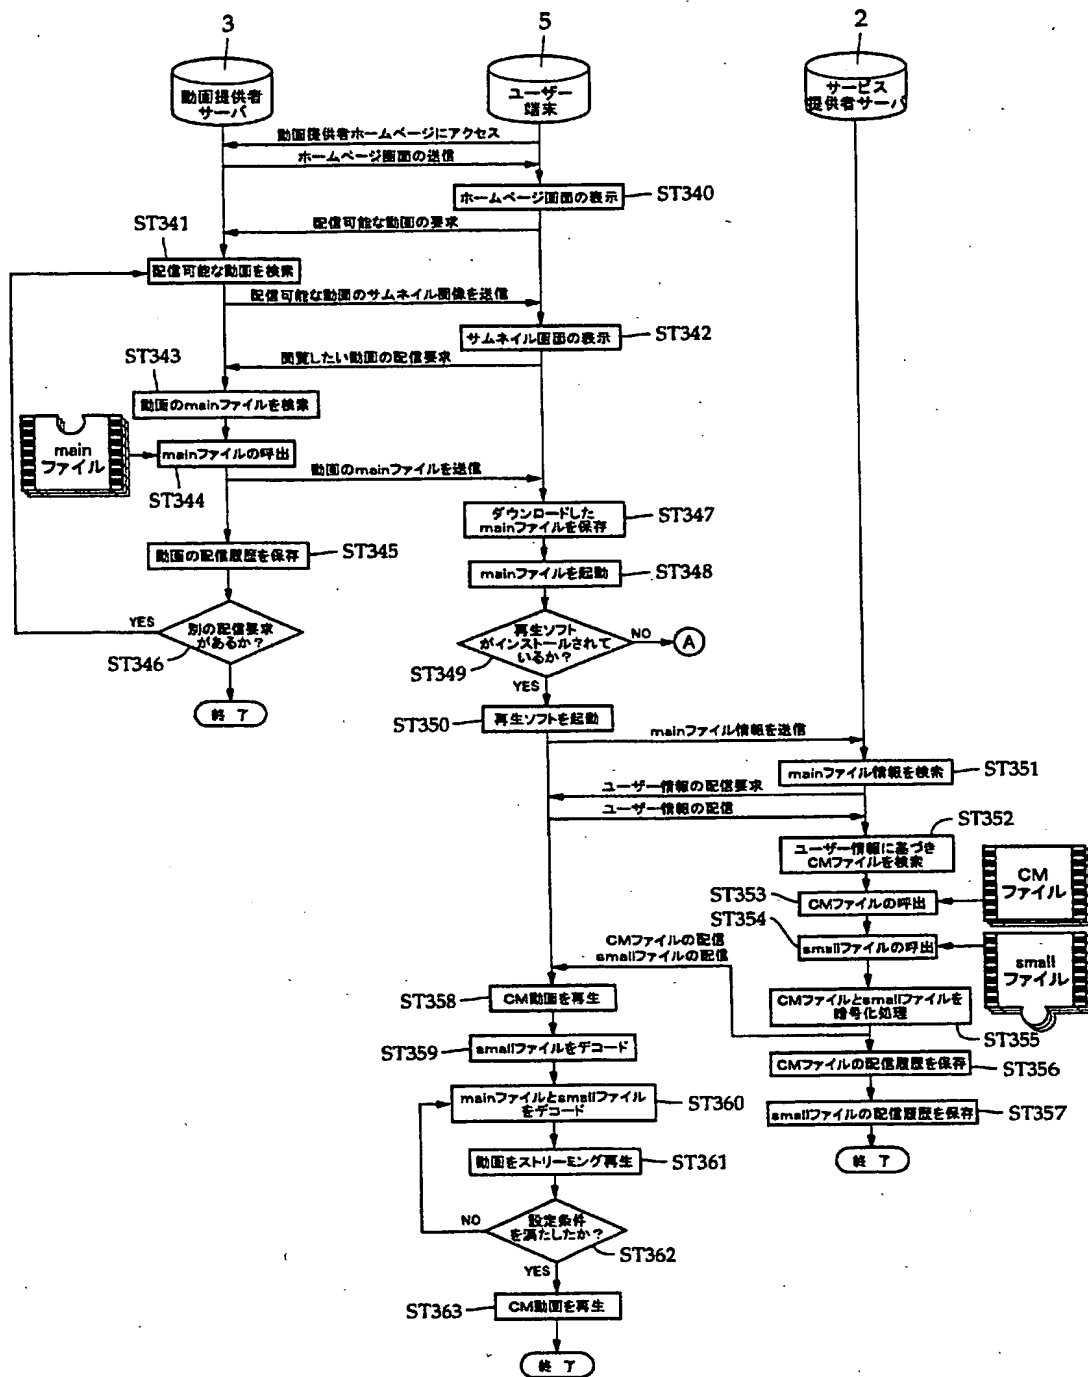 3
5
2
動画提供者
サーバ
ユーザー
端末
サービス
提供者サーバ
動画提供者ホームページにアクセス
ホームページ画面の送信
ホームページ画面の表示
ST340
配信可能な動画の要求
ST341
配信可能な動画を検索
配信可能な動画のサムネイル画像を送信
サムネイル画面の表示
ST342
閲覧したい動画の配信要求
ST343
動画のmainファイルを検索
main
ファイル
mainファイルの呼出
ST344
動画のmainファイルを送信
ダウンロードした
mainファイルを保存
ST347
動画の配信履歴を保存
ST345
mainファイルを起動
ST348
YES
別の配信要求
があるか?
ST346
終了
再生ソフト
がインストールされて
いるか?
NO
A
ST349
YES
ST350
再生ソフトを起動
mainファイル情報を送信
mainファイル情報を検索
ST351
ユーザー情報の配信要求
ユーザー情報の配信
ST352
ユーザー情報に基づき
CMファイルを検索
CM
ファイル
ST353
CMファイルの呼出
ST354
smallファイルの呼出
small
ファイル
CMファイルの配信
smallファイルの配信
ST358
CM動画を再生
CMファイルとsmallファイルを
暗号化処理
ST355
ST359
smallファイルをデコード
CMファイルの配信履歴を保存
ST356
mainファイルとsmallファイル
をデコード
ST360
smallファイルの配信履歴を保存
ST357
終了
動画をストリーミング再生
ST361
NO
設定条件
を満たしたか?
ST362
YES
ST363
CM動画を再生
終了